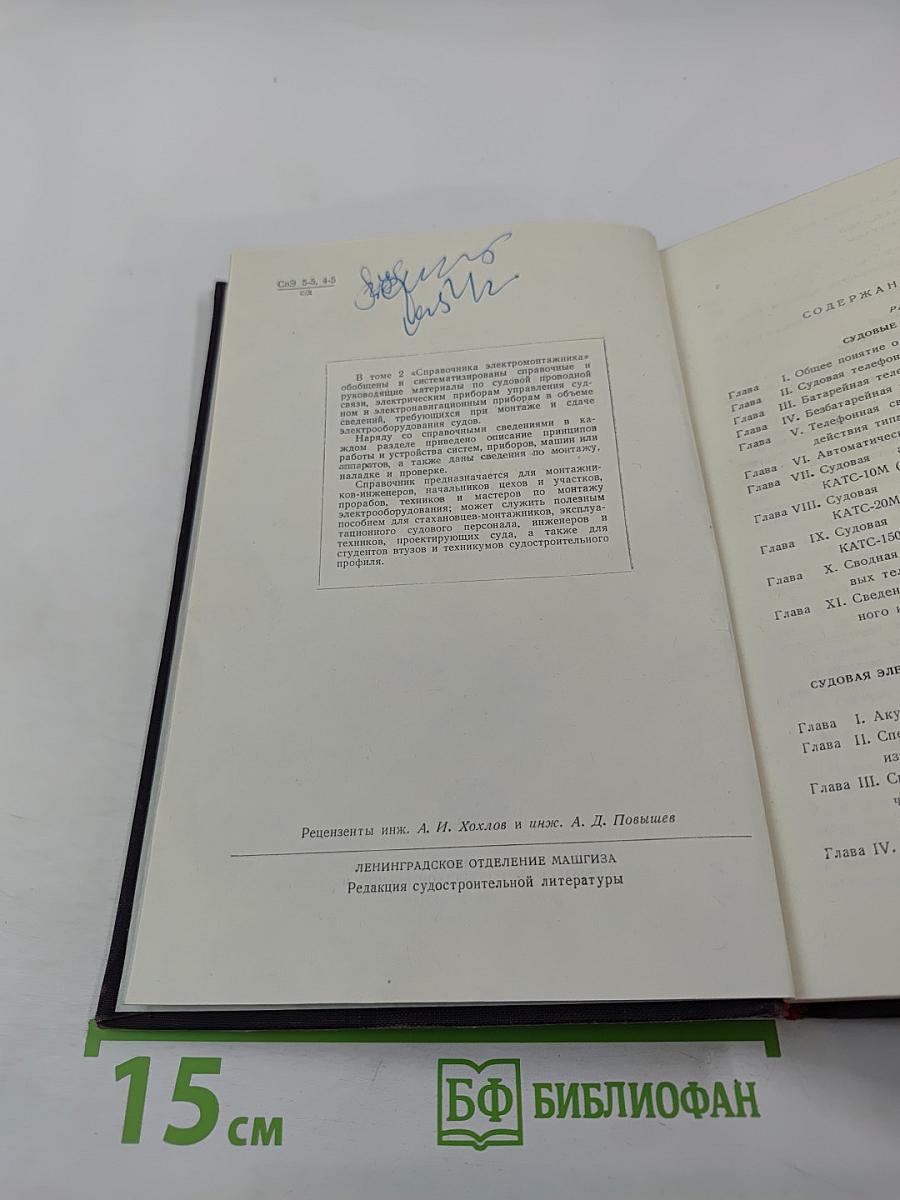 СпЭ 5-5, 4-5
с/д
В томе 2 «Справочника электромонтажника»
обобщены и систематизированы справочные и
руководящие материалы по судовой проводной
связи, электрическим приборам управления суд-
ном и электронавигационным приборам в объеме
сведений, требующихся при монтаже и сдаче
электрооборудования судов.
Наряду со справочными сведениями в ка-
ждом разделе приведено описание принципов
работы и устройства систем, приборов, машин или
аппаратов, а также даны сведения по монтажу,
наладке и проверке.
Справочник предназначается для монтажни-
ков-инженеров, начальников цехов и участков,
прорабов, техников и мастеров по монтажу
электрооборудования; может служить полезным
пособием для стахановцев-монтажников, эксплуа-
тационного судового персонала, инженеров и
техников, проектирующих суда, а также для
студентов втузов и техникумов судостроительного
профиля.
Рецензенты инж. А. И. Хохлов и инж. А. Д. Повышев
ЛЕНИНГРАДСКОЕ ОТДЕЛЕНИЕ МАШГИЗА
Редакция судостроительной литературы
СОДЕРЖАН
РА
СУДОВЫЕ
Глава I. Общее понятие о
Глава II. Судовая телефон
Глава III. Батарейная теле
Глава IV. Безбатарейная
Глава V. Телефонная св
действия типа
Глава VI. Автоматическ
Глава VII. Судовая а
КАТС-10М (
Глава VIII. Судовая
КАТС-20М
Глава IX. Судовая
КАТС-150
Глава X. Сводная
вых тел
Глава XI. Сведен
ного и
СУДОВАЯ ЭЛЕ
Глава I. Аку
Глава II. Спе
из
Глава III. Си
ч
Глава IV.
15 см
БФ БИБЛИОФАН